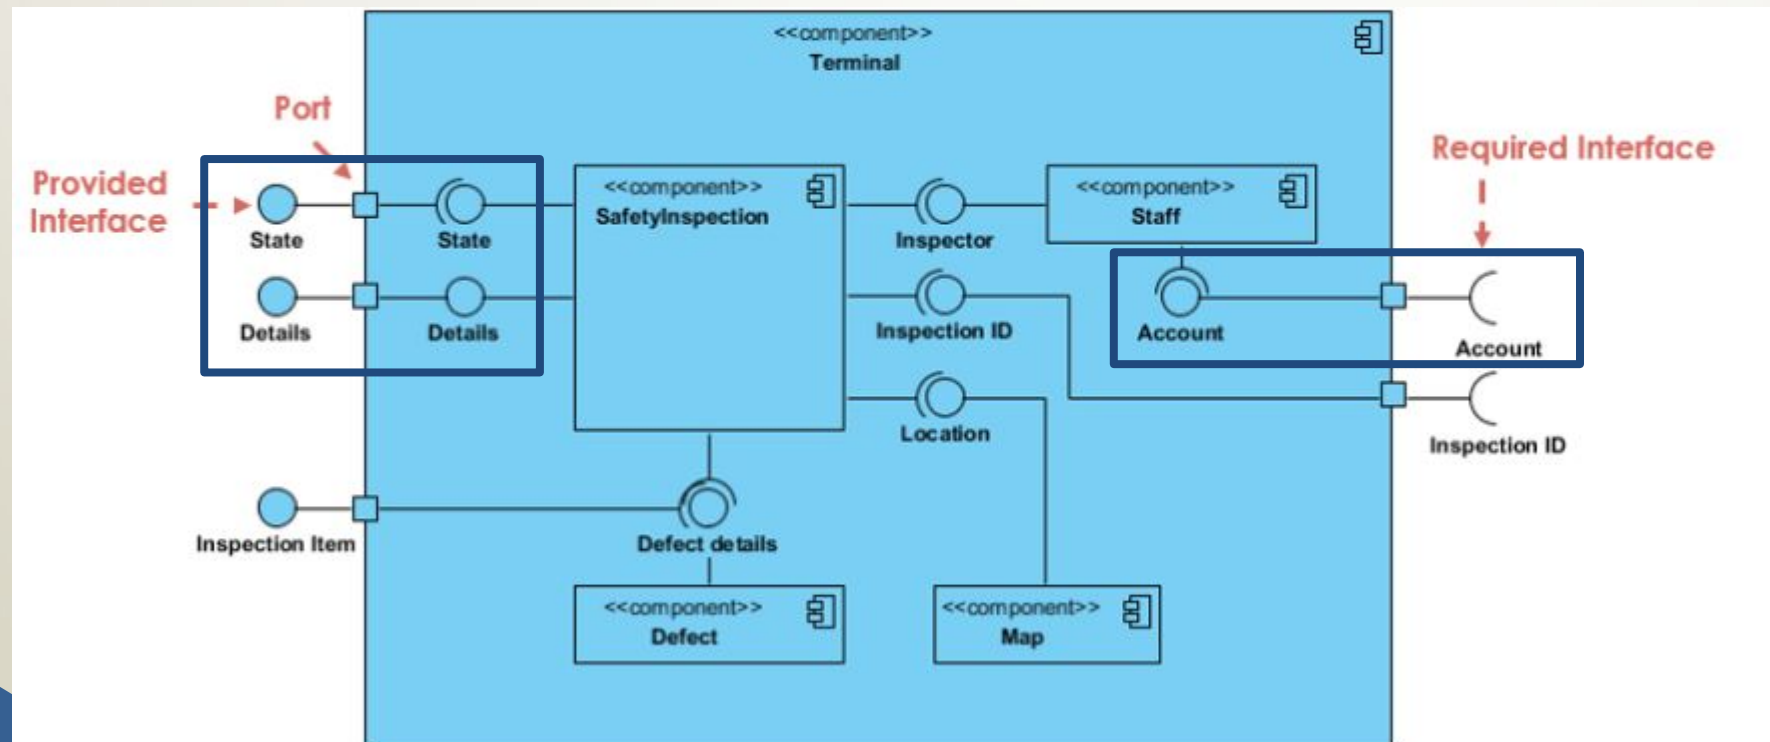 <<component>>
Terminal
Port
Required Interface
Provided
Interface
<<component>>
SafetyInspection
<<component>>
Staff
State
State
Inspector
Details
Details
Inspection ID
Account
Account
Location
Inspection ID
Inspection Item
Defect details
<<component>>
Defect
<<component>>
Map